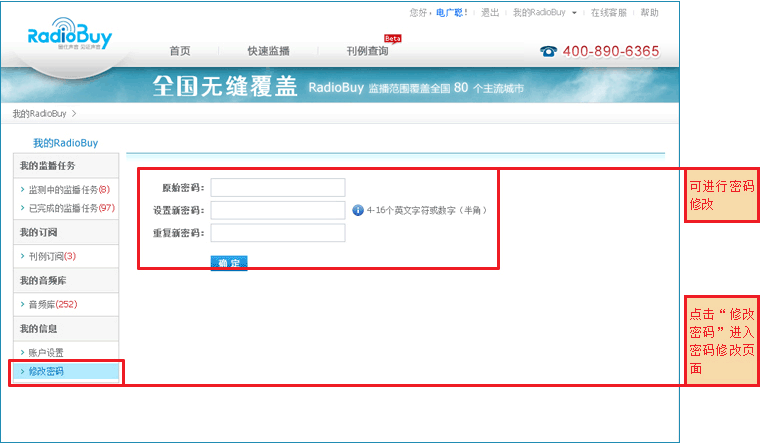 您好，电广聪！ 退出 我的RadioBuy 在线客服 帮助
RadioBuy
首页 快速监播 刊例查询 Beta
400-890-6365
全国无缝覆盖 RadioBuy 监播范围覆盖全国 80 个主流城市
我的RadioBuy >
我的RadioBuy
我的监播任务
监测中的监播任务(8)
已完成的监播任务(97)
我的订阅
刊例订阅(3)
我的音频库
音频库(252)
我的信息
账户设置
修改密码
原始密码：
设置新密码： 4-16个英文字符或数字（半角）
重复新密码：
确 定
可进行密码
修改
点击“修改
密码”进入
密码修改页
面